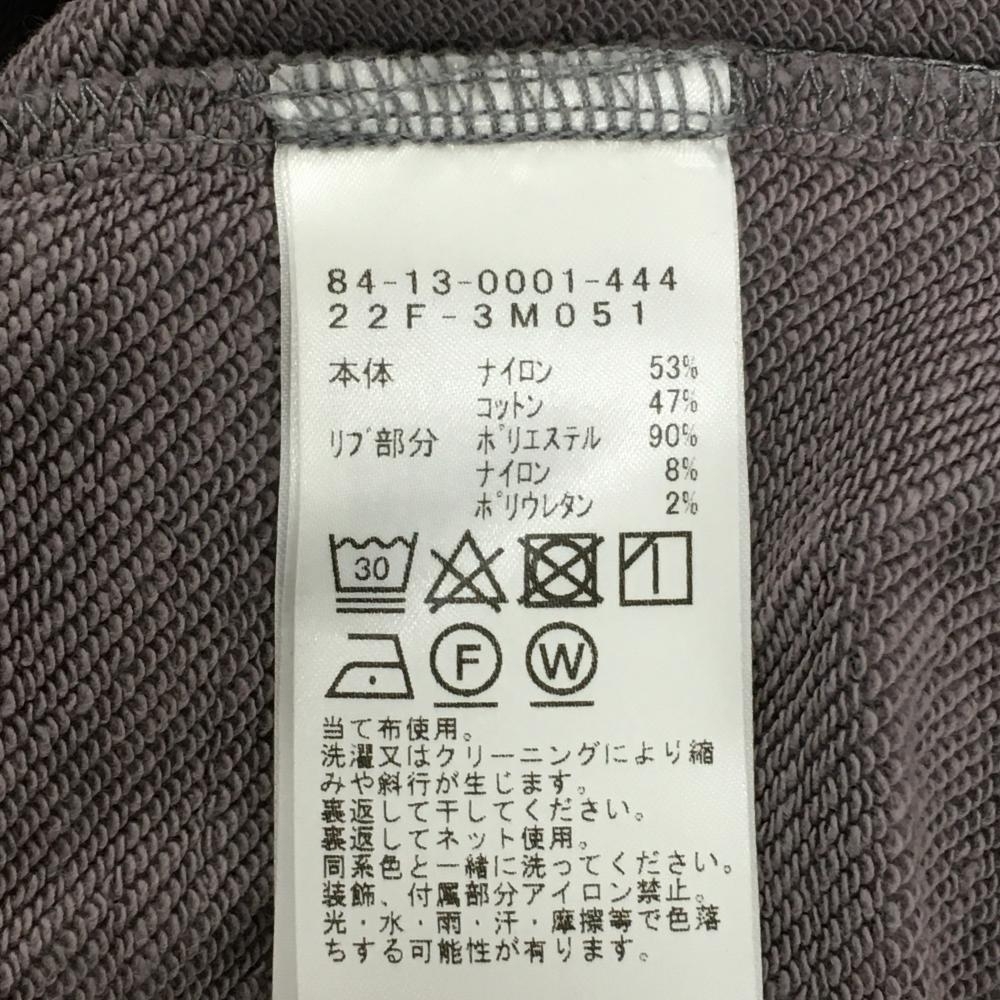 84-13-0001-444
22F-3M051
本体 ナイロン 53%
コットン 47%
リブ部分 ポリエステル 90%
ナイロン 8%
ポリウレタン 2%
30
F W
当て布使用。
洗濯又はクリーニングにより縮
みや斜行が生じます。
裏返して干してください。
裏返してネット使用。
同系色と一緒に洗ってください。
装飾、付属部分アイロン禁止。
光・水・雨・汗・摩擦等で色落
ちする可能性が有ります。